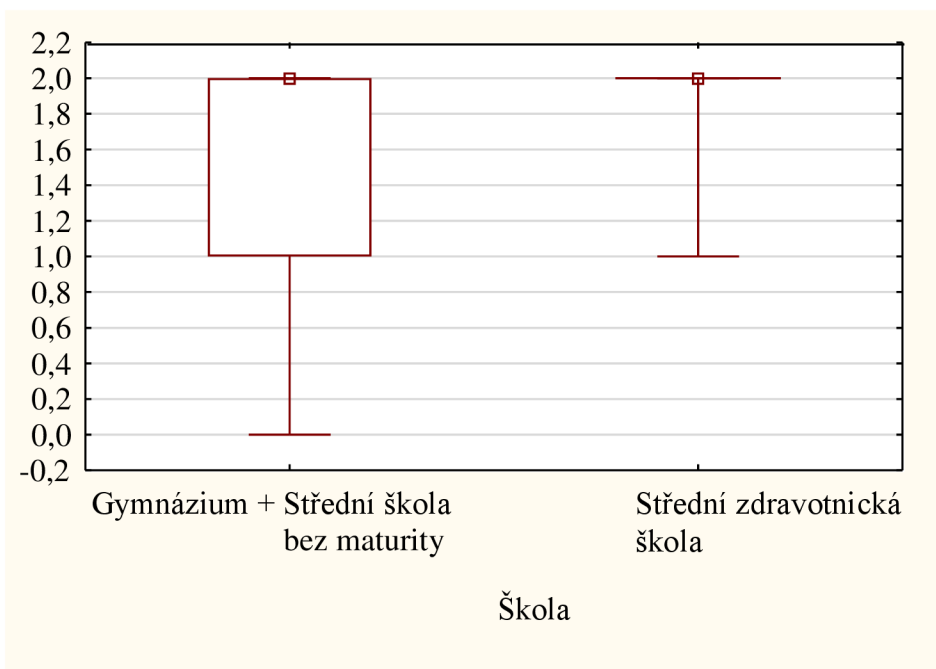 2,2
2,0
1,8
1,6
1,4
1,2
1,0
0,8
0,6
0,4
0,2
0,0
-0,2
Gymnázium + Střední škola
bez maturity
Střední zdravotnická
škola
Škola